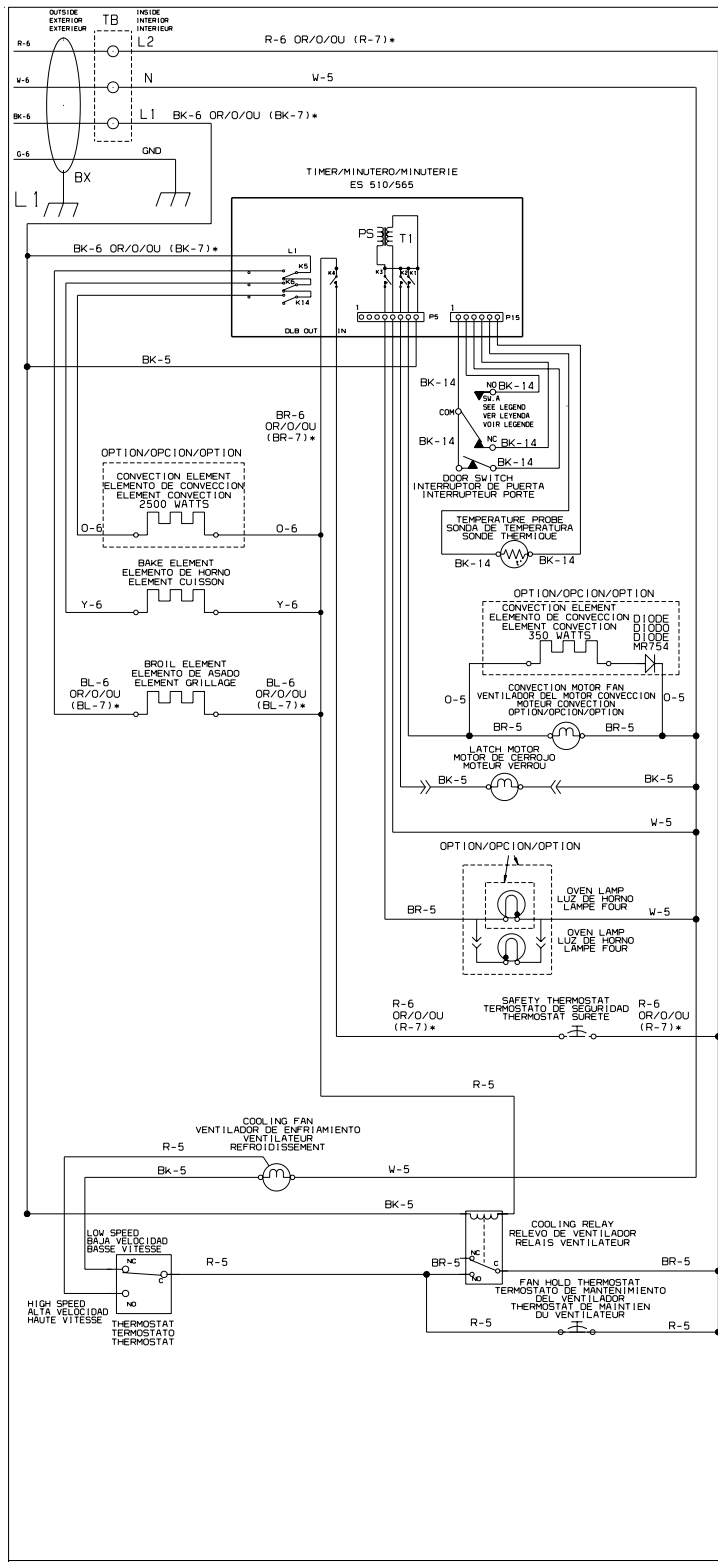 OUTSIDE
EXTERIOR
EXTERIEUR
TB
INSIDE
INTERIOR
INTERIEUR
R-6
L2
R-6 OR/O/OU (R-7)*
W-6
N
W-5
BK-6
L1
BK-6 OR/O/OU (BK-7)*
G-6
GND
BX
L1
TIMER/MINUTERO/MINUTERIE
ES 510/565
PS
T1
BK-6 OR/O/OU (BK-7)*
L1
K5
K6
K14
K4
K3
K2
K1
1
P5
1
P15
DLB OUT
IN
BK-5
BR-6
OR/O/OU
(BR-7)*
BK-14
NO
BK-14
SW.A
SEE LEGEND
VER LEYENDA
VOIR LEGENDE
COM
BK-14
NC
BK-14
BK-14
DOOR SWITCH
INTERRUPTOR DE PUERTA
INTERRUPTEUR PORTE
OPTION/OPCION/OPTION
CONVECTION ELEMENT
ELEMENTO DE CONVECCION
ELEMENT CONVECTION
2500 WATTS
O-6
O-6
TEMPERATURE PROBE
SONDA DE TEMPERATURA
SONDE THERMIQUE
t°
BK-14
BK-14
BAKE ELEMENT
ELEMENTO DE HORNO
ELEMENT CUISSON
Y-6
Y-6
OPTION/OPCION/OPTION
CONVECTION ELEMENT
ELEMENTO DE CONVECCION
ELEMENT CONVECTION
350 WATTS
DIODE
DIODO
DIODE
MR754
O-5
O-5
BROIL ELEMENT
ELEMENTO DE ASADO
ELEMENT GRILLAGE
BL-6
OR/O/OU
(BL-7)*
BL-6
OR/O/OU
(BL-7)*
CONVECTION MOTOR FAN
VENTILADOR DEL MOTOR CONVECCION
MOTEUR CONVECTION
OPTION/OPCION/OPTION
BR-5
BR-5
LATCH MOTOR
MOTOR DE CERROJO
MOTEUR VERROU
BK-5
BK-5
W-5
OPTION/OPCION/OPTION
OVEN LAMP
LUZ DE HORNO
LAMPE FOUR
BR-5
W-5
OVEN LAMP
LUZ DE HORNO
LAMPE FOUR
R-6
OR/O/OU
(R-7)*
SAFETY THERMOSTAT
TERMOSTATO DE SEGURIDAD
THERMOSTAT SURETE
R-6
OR/O/OU
(R-7)*
R-5
COOLING FAN
VENTILADOR DE ENFRIAMIENTO
VENTILATEUR
REFROIDISSEMENT
R-5
BK-5
W-5
BK-5
COOLING RELAY
RELEVO DE VENTILADOR
RELAIS VENTILATEUR
LOW SPEED
BAJA VELOCIDAD
BASSE VITESSE
NC
C
NO
R-5
BR-5
NC
C
NO
BR-5
HIGH SPEED
ALTA VELOCIDAD
HAUTE VITESSE
THERMOSTAT
TERMOSTATO
THERMOSTAT
FAN HOLD THERMOSTAT
TERMOSTATO DE MANTENIMIENTO
DEL VENTILADOR
THERMOSTAT DE MAINTIEN
DU VENTILATEUR
R-5
R-5